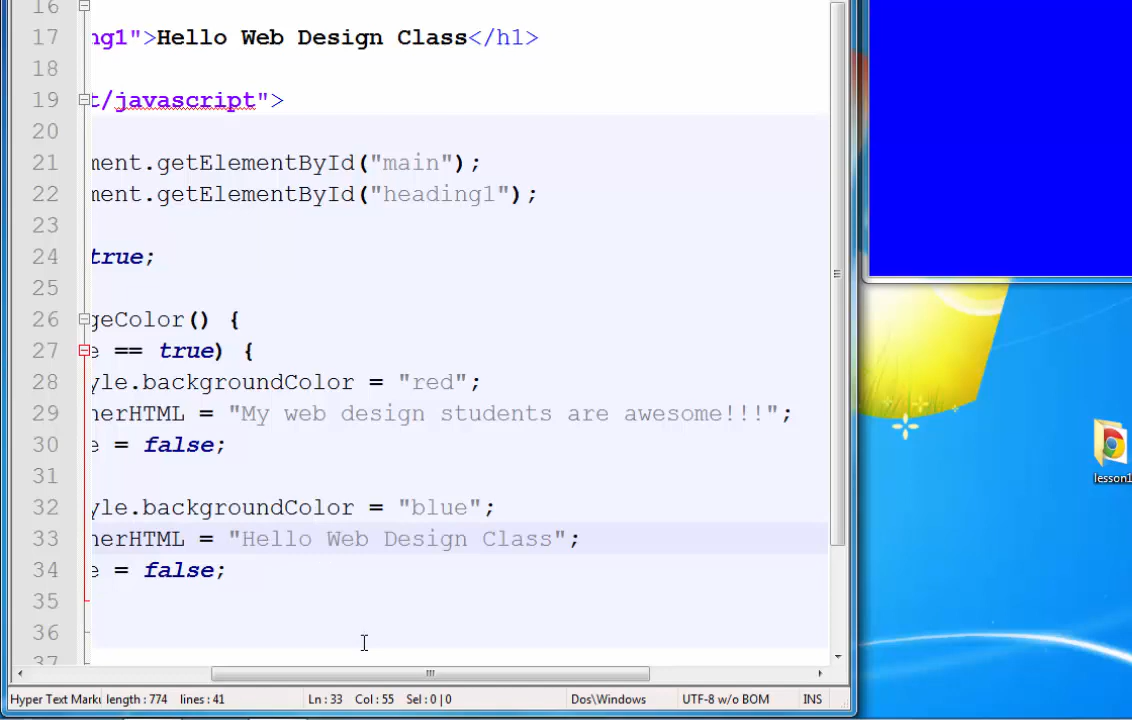 16
17 ng1">Hello Web Design Class</h1>
18
19 t/javascript">
20
21 ment.getElementById("main");
22 ment.getElementById("heading1");
23
24 true;
25
26 geColor() {
27 e == true) {
28 yle.backgroundColor = "red";
29 nerHTML = "My web design students are awesome!!!";
30 e = false;
31
32 yle.backgroundColor = "blue";
33 nerHTML = "Hello Web Design Class";
34 e = false;
35
36
37
Hyper Text Marku length : 774 lines : 41 Ln : 33 Col : 55 Sel : 0 | 0 Dos\Windows UTF-8 w/o BOM INS
lesson1